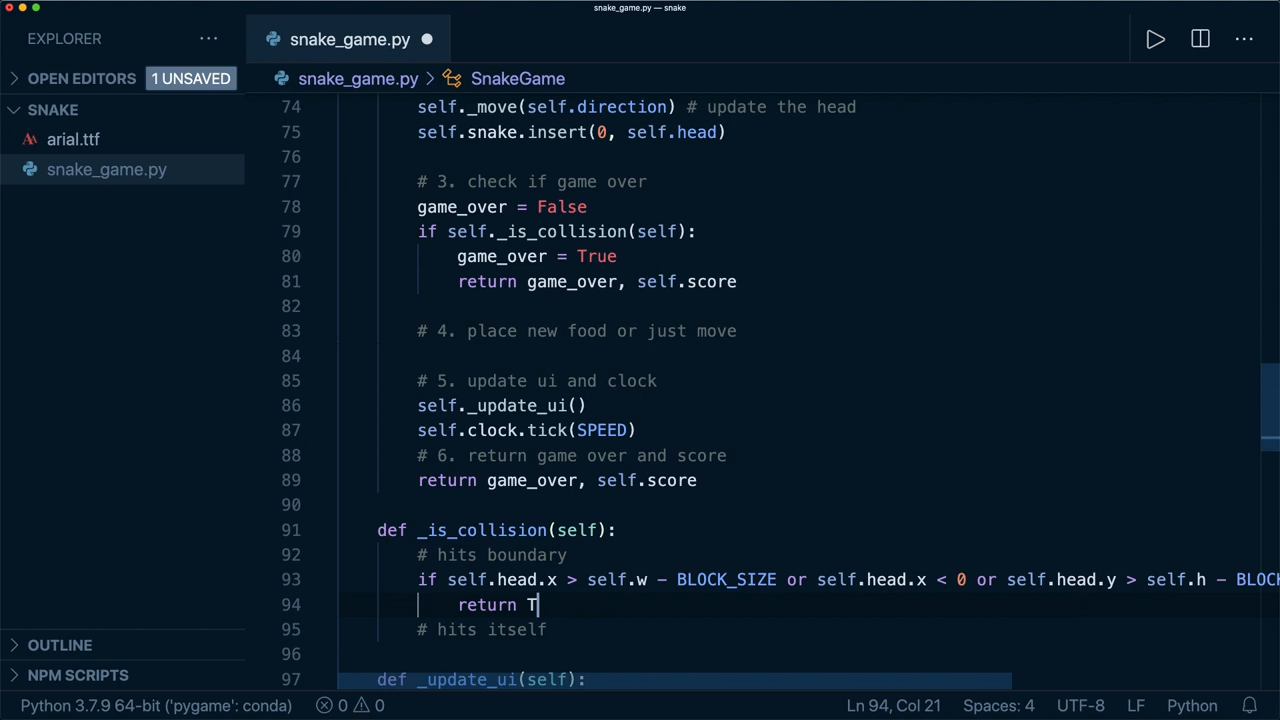 snake_game.py — snake
EXPLORER ···
snake_game.py
OPEN EDITORS 1 UNSAVED
snake_game.py > SnakeGame
SNAKE
arial.ttf
snake_game.py
74 self._move(self.direction) # update the head
75 self.snake.insert(0, self.head)
76
77 # 3. check if game over
78 game_over = False
79 if self._is_collision(self):
80 game_over = True
81 return game_over, self.score
82
83 # 4. place new food or just move
84
85 # 5. update ui and clock
86 self._update_ui()
87 self.clock.tick(SPEED)
88 # 6. return game over and score
89 return game_over, self.score
90
91 def _is_collision(self):
92 # hits boundary
93 if self.head.x > self.w - BLOCK_SIZE or self.head.x < 0 or self.head.y > self.h - BLOC
94 return T
95 # hits itself
96
97 def _update_ui(self):
OUTLINE
NPM SCRIPTS
Python 3.7.9 64-bit ('pygame': conda) 0 0 Ln 94, Col 21 Spaces: 4 UTF-8 LF Python